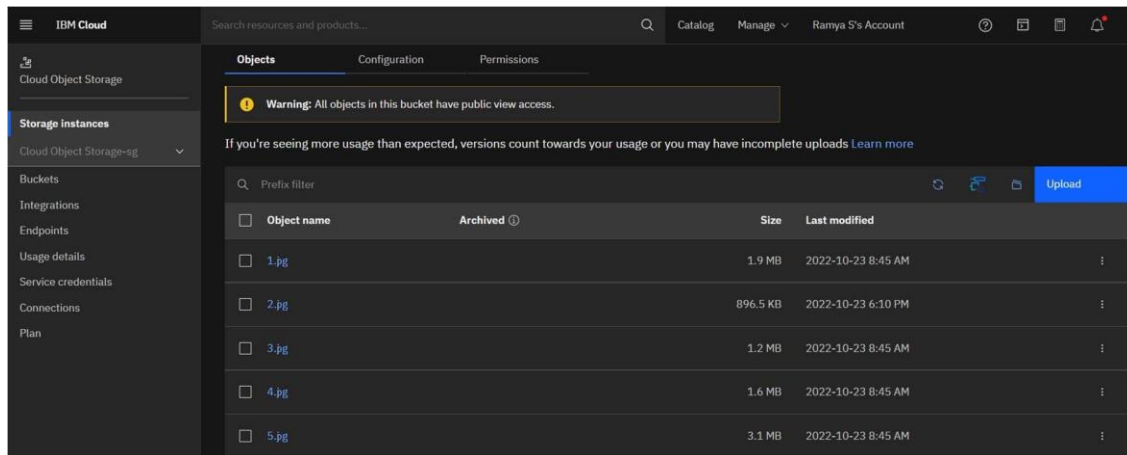 IBM Cloud
Search resources and products...
Catalog
Manage
Ramya S's Account
Cloud Object Storage
Storage instances
Cloud Object Storage-sg
Buckets
Integrations
Endpoints
Usage details
Service credentials
Connections
Plan
Objects Configuration Permissions
Warning: All objects in this bucket have public view access.
If you're seeing more usage than expected, versions count towards your usage or you may have incomplete uploads Learn more
Prefix filter
Upload
Object name Archived Size Last modified
1.jpg 1.9 MB 2022-10-23 8:45 AM
2.jpg 896.5 KB 2022-10-23 6:10 PM
3.jpg 1.2 MB 2022-10-23 8:45 AM
4.jpg 1.6 MB 2022-10-23 8:45 AM
5.jpg 3.1 MB 2022-10-23 8:45 AM